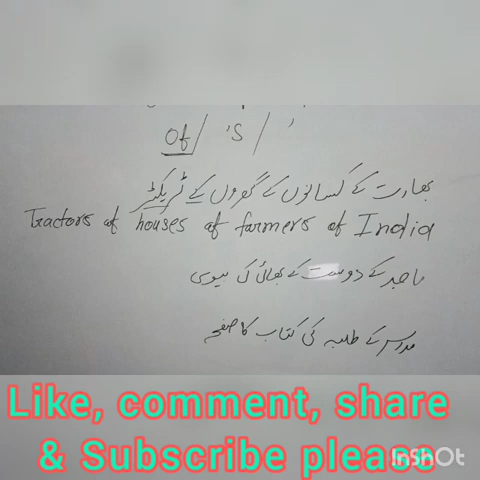 Of / 's / '
بھارت کے کسانوں کے گھروں کے ٹریکٹر
Tractors of houses of farmers of India
ماجد کے دوست کے بھائی کی بیوی
مدارس کے طلبہ کی کتاب کا صفحہ
Like, comment, share
& Subscribe please
InShOt